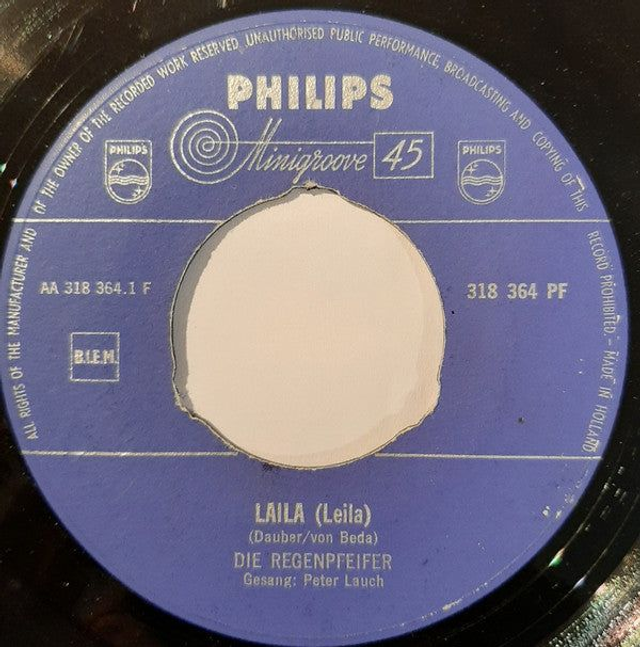 ALL RIGHTS OF THE MANUFACTURER AND OF THE OWNER OF THE RECORDED WORK RESERVED UNAUTHORISED PUBLIC PERFORMANCE, BROADCASTING AND COPYING OF THIS RECORD PROHIBITED. - MADE IN HOLLAND
PHILIPS
Minigroove 45
PHILIPS
PHILIPS
AA 318 364.1 F
318 364 PF
B.I.E.M.
LAILA (Leila)
(Dauber/von Beda)
DIE REGENPFEIFER
Gesang: Peter Lauch